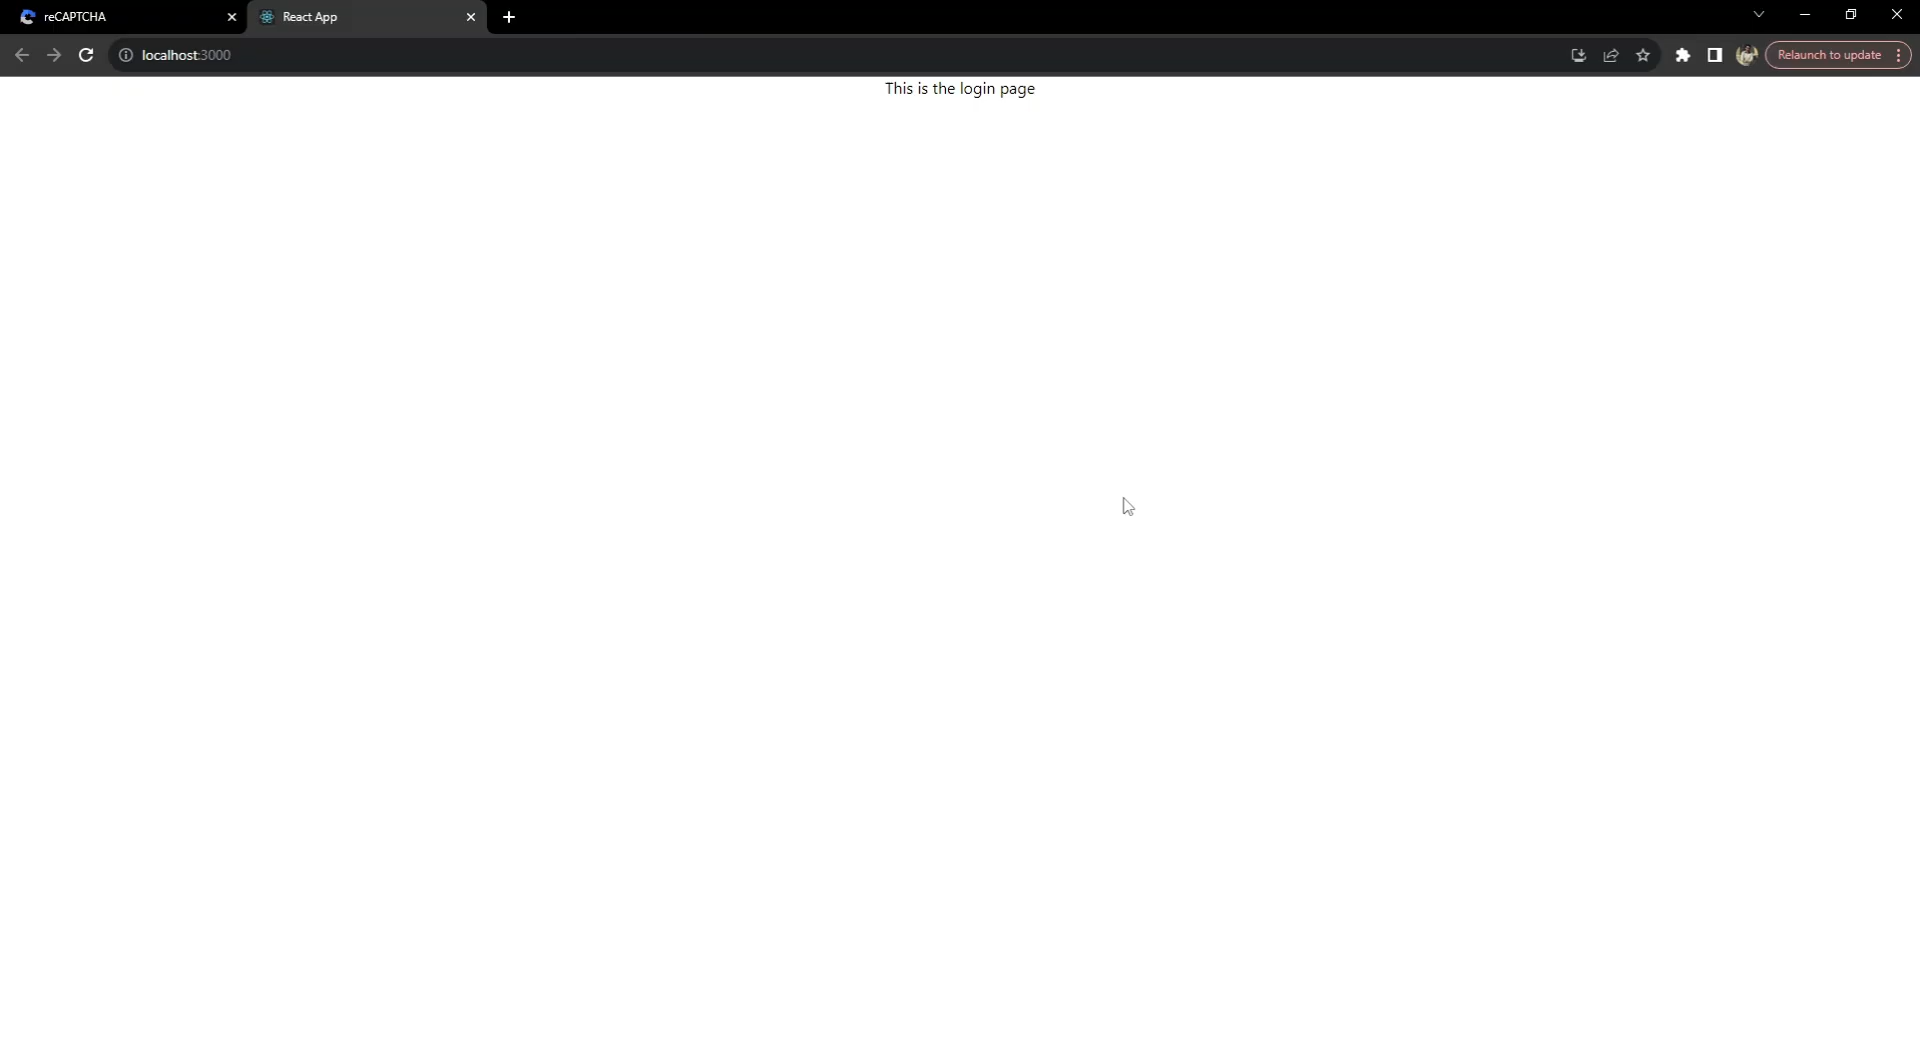 reCAPTCHA
React App
localhost:3000
Relaunch to update
This is the login page